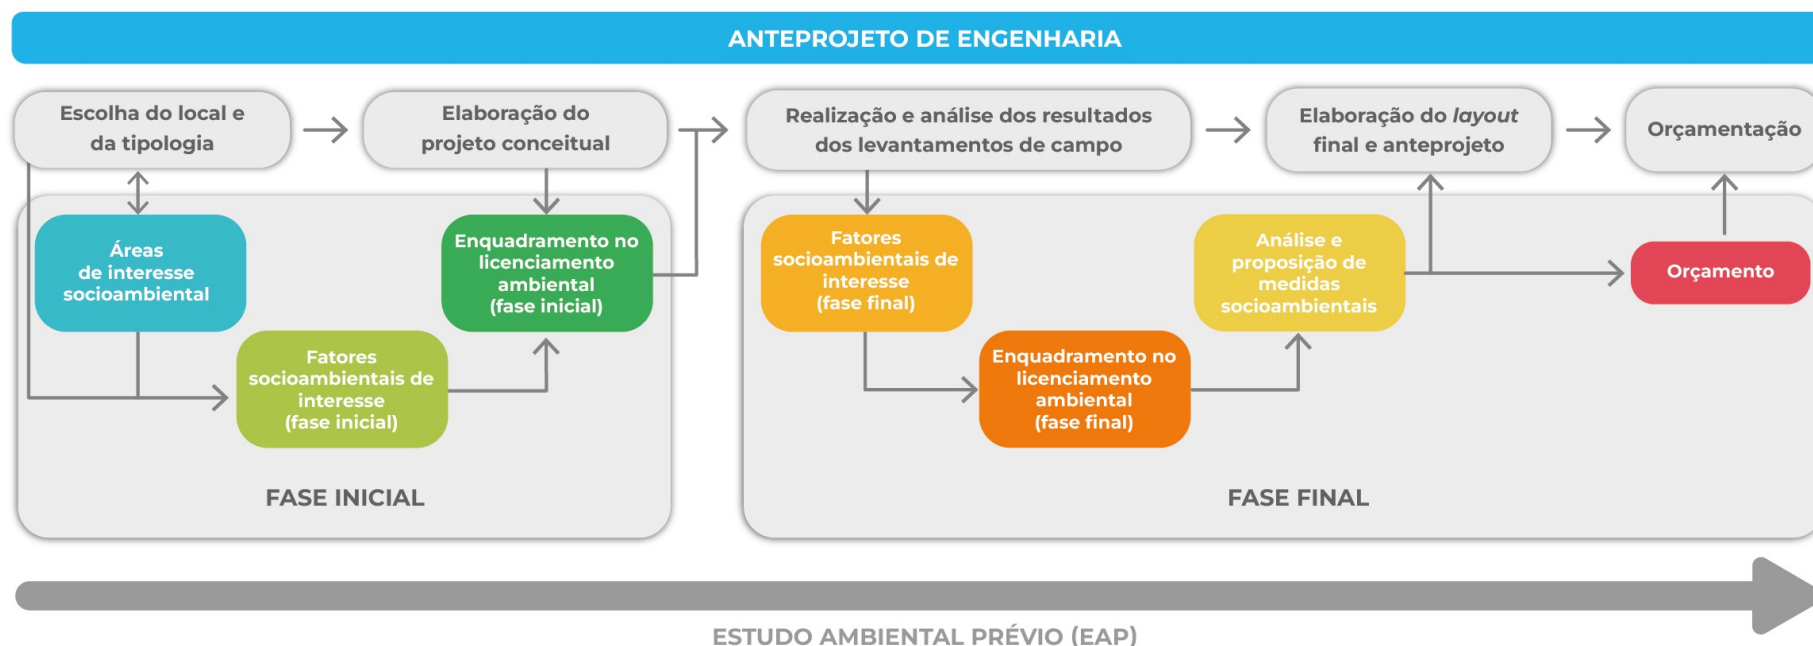 ANTEPROJETO DE ENGENHARIA
Escolha do local e
da tipologia
Elaboração do
projeto conceitual
Realização e análise dos resultados
dos levantamentos de campo
Elaboração do layout
final e anteprojeto
Orçamentação
Áreas
de interesse
socioambiental
Fatores
socioambientais de
interesse
(fase inicial)
Enquadramento no
licenciamento
ambiental
(fase inicial)
FASE INICIAL
Fatores
socioambientais de
interesse
(fase final)
Enquadramento no
licenciamento
ambiental
(fase final)
Análise e
proposição de
medidas
socioambientais
Orçamento
FASE FINAL
ESTUDO AMBIENTAL PRÉVIO (EAP)